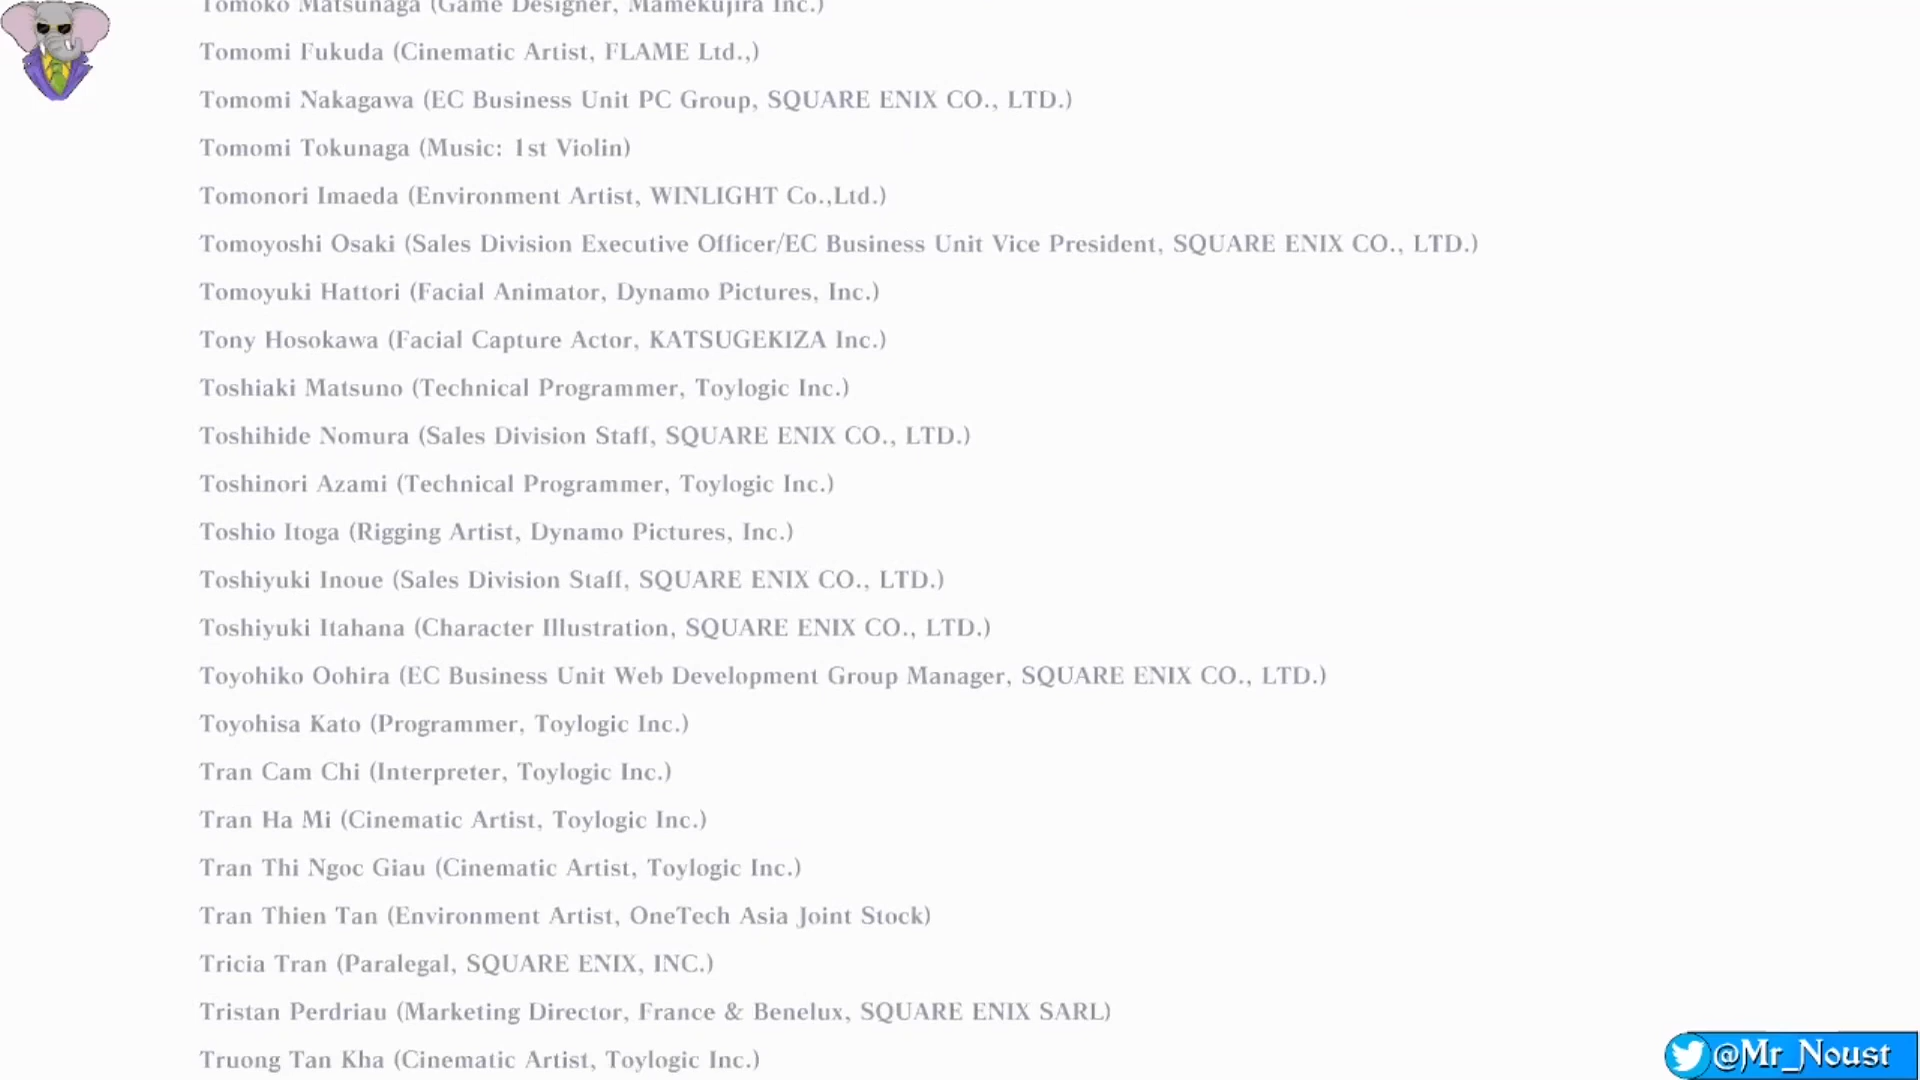 Tomoko Matsunaga (Game Designer, Mamekujira Inc.)
Tomomi Fukuda (Cinematic Artist, FLAME Ltd.,)
Tomomi Nakagawa (EC Business Unit PC Group, SQUARE ENIX CO., LTD.)
Tomomi Tokunaga (Music: 1st Violin)
Tomonori Imaeda (Environment Artist, WINLIGHT Co.,Ltd.)
Tomoyoshi Osaki (Sales Division Executive Officer/EC Business Unit Vice President, SQUARE ENIX CO., LTD.)
Tomoyuki Hattori (Facial Animator, Dynamo Pictures, Inc.)
Tony Hosokawa (Facial Capture Actor, KATSUGEKIZA Inc.)
Toshiaki Matsuno (Technical Programmer, Toylogic Inc.)
Toshihide Nomura (Sales Division Staff, SQUARE ENIX CO., LTD.)
Toshinori Azami (Technical Programmer, Toylogic Inc.)
Toshio Itoga (Rigging Artist, Dynamo Pictures, Inc.)
Toshiyuki Inoue (Sales Division Staff, SQUARE ENIX CO., LTD.)
Toshiyuki Itahana (Character Illustration, SQUARE ENIX CO., LTD.)
Toyohiko Oohira (EC Business Unit Web Development Group Manager, SQUARE ENIX CO., LTD.)
Toyohisa Kato (Programmer, Toylogic Inc.)
Tran Cam Chi (Interpreter, Toylogic Inc.)
Tran Ha Mi (Cinematic Artist, Toylogic Inc.)
Tran Thi Ngoc Giau (Cinematic Artist, Toylogic Inc.)
Tran Thien Tan (Environment Artist, OneTech Asia Joint Stock)
Tricia Tran (Paralegal, SQUARE ENIX, INC.)
Tristan Perdriau (Marketing Director, France & Benelux, SQUARE ENIX SARL)
Truong Tan Kha (Cinematic Artist, Toylogic Inc.)
@Mr_Noust